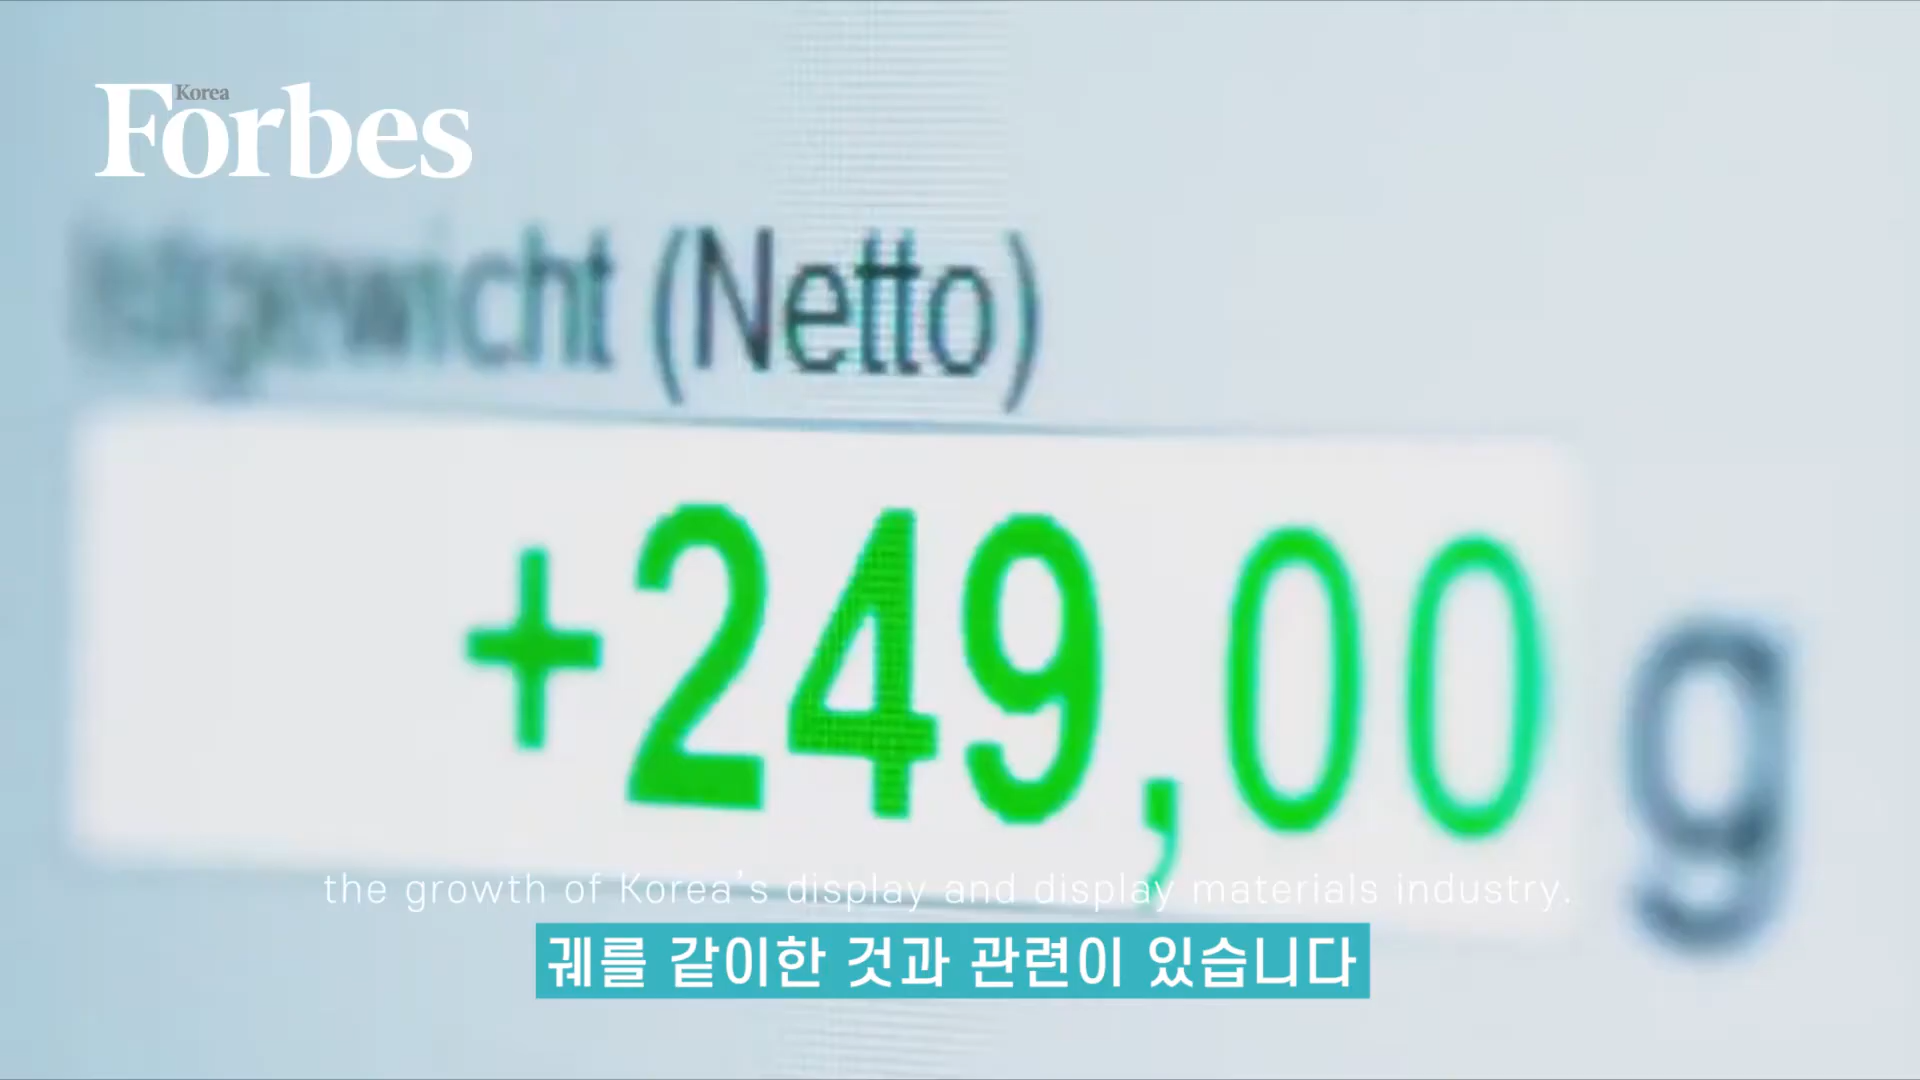 Korea
Forbes
(Netto)
+249,00 g
the growth of Korea's display and display materials industry.
궤를 같이한 것과 관련이 있습니다